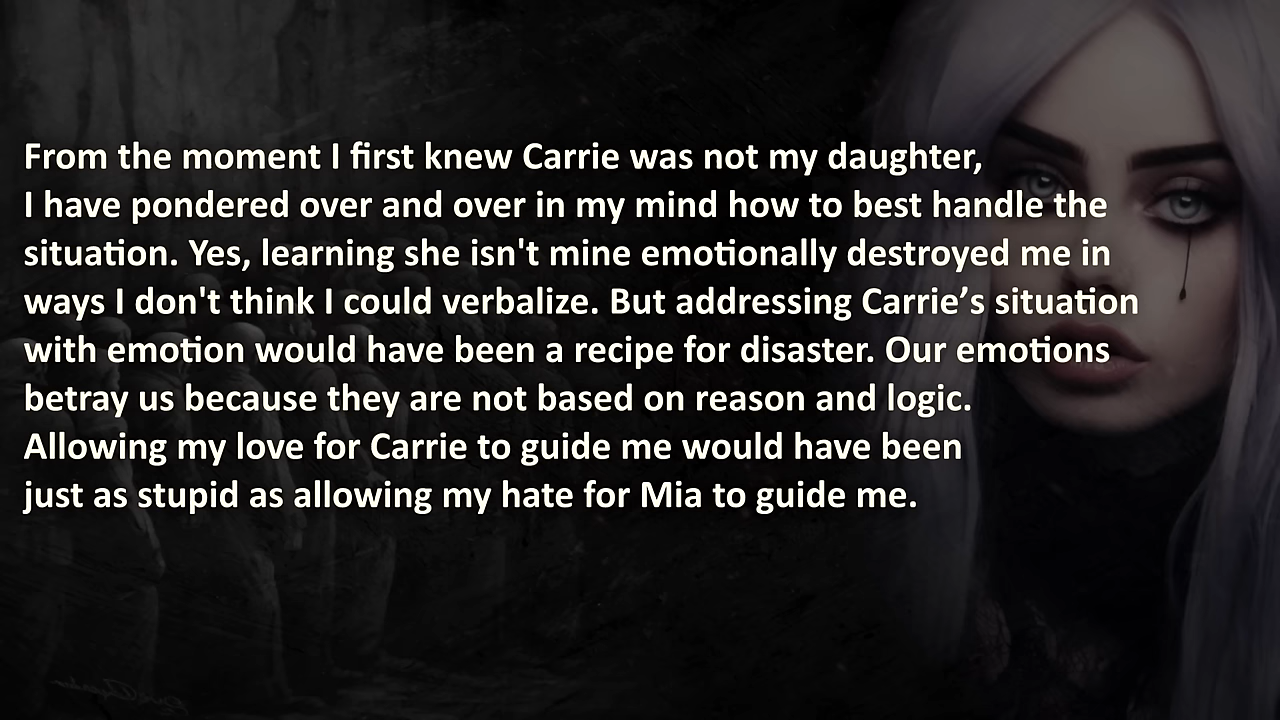 From the moment I first knew Carrie was not my daughter,
I have pondered over and over in my mind how to best handle the
situation. Yes, learning she isn't mine emotionally destroyed me in
ways I don't think I could verbalize. But addressing Carrie’s situation
with emotion would have been a recipe for disaster. Our emotions
betray us because they are not based on reason and logic.
Allowing my love for Carrie to guide me would have been
just as stupid as allowing my hate for Mia to guide me.